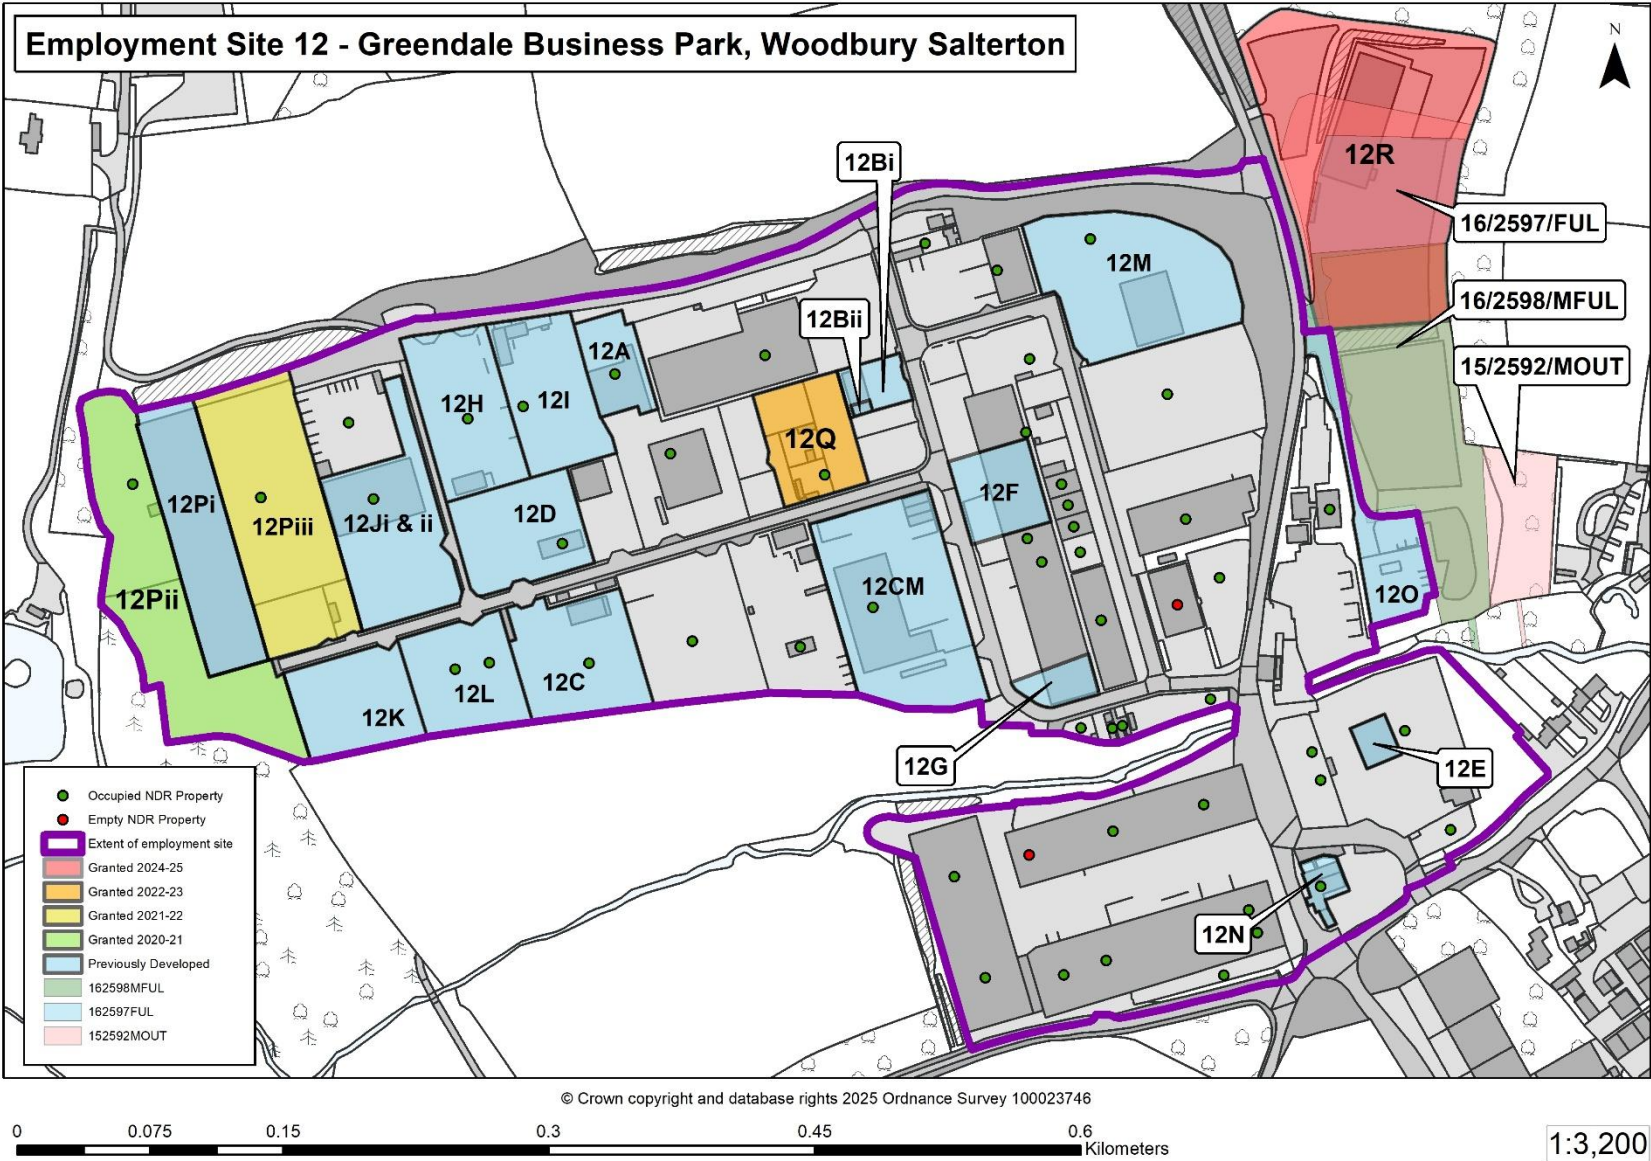 Employment Site 12 - Greendale Business Park, Woodbury Salterton
N
12R
12Bi
16/2597/FUL
12M
16/2598/MFUL
12Bii
12A
15/2592/MOUT
12H
12I
12Q
12Pi
12Piii
12Ji & ii
12D
12F
12Pii
12CM
12O
12K
12L
12C
12G
12E
12N
Occupied NDR Property
Empty NDR Property
Extent of employment site
Granted 2024-25
Granted 2022-23
Granted 2021-22
Granted 2020-21
Previously Developed
162598MFUL
162597FUL
152592MOUT
© Crown copyright and database rights 2025 Ordnance Survey 100023746
0 0.075 0.15 0.3 0.45 0.6
Kilometers
1:3,200